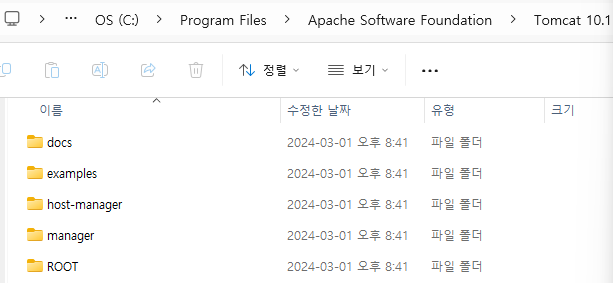 ··· OS (C:) Program Files Apache Software Foundation Tomcat 10.1
정렬 보기 ···
이름 수정한 날짜 유형 크기
docs 2024-03-01 오후 8:41 파일 폴더
examples 2024-03-01 오후 8:41 파일 폴더
host-manager 2024-03-01 오후 8:41 파일 폴더
manager 2024-03-01 오후 8:41 파일 폴더
ROOT 2024-03-01 오후 8:41 파일 폴더